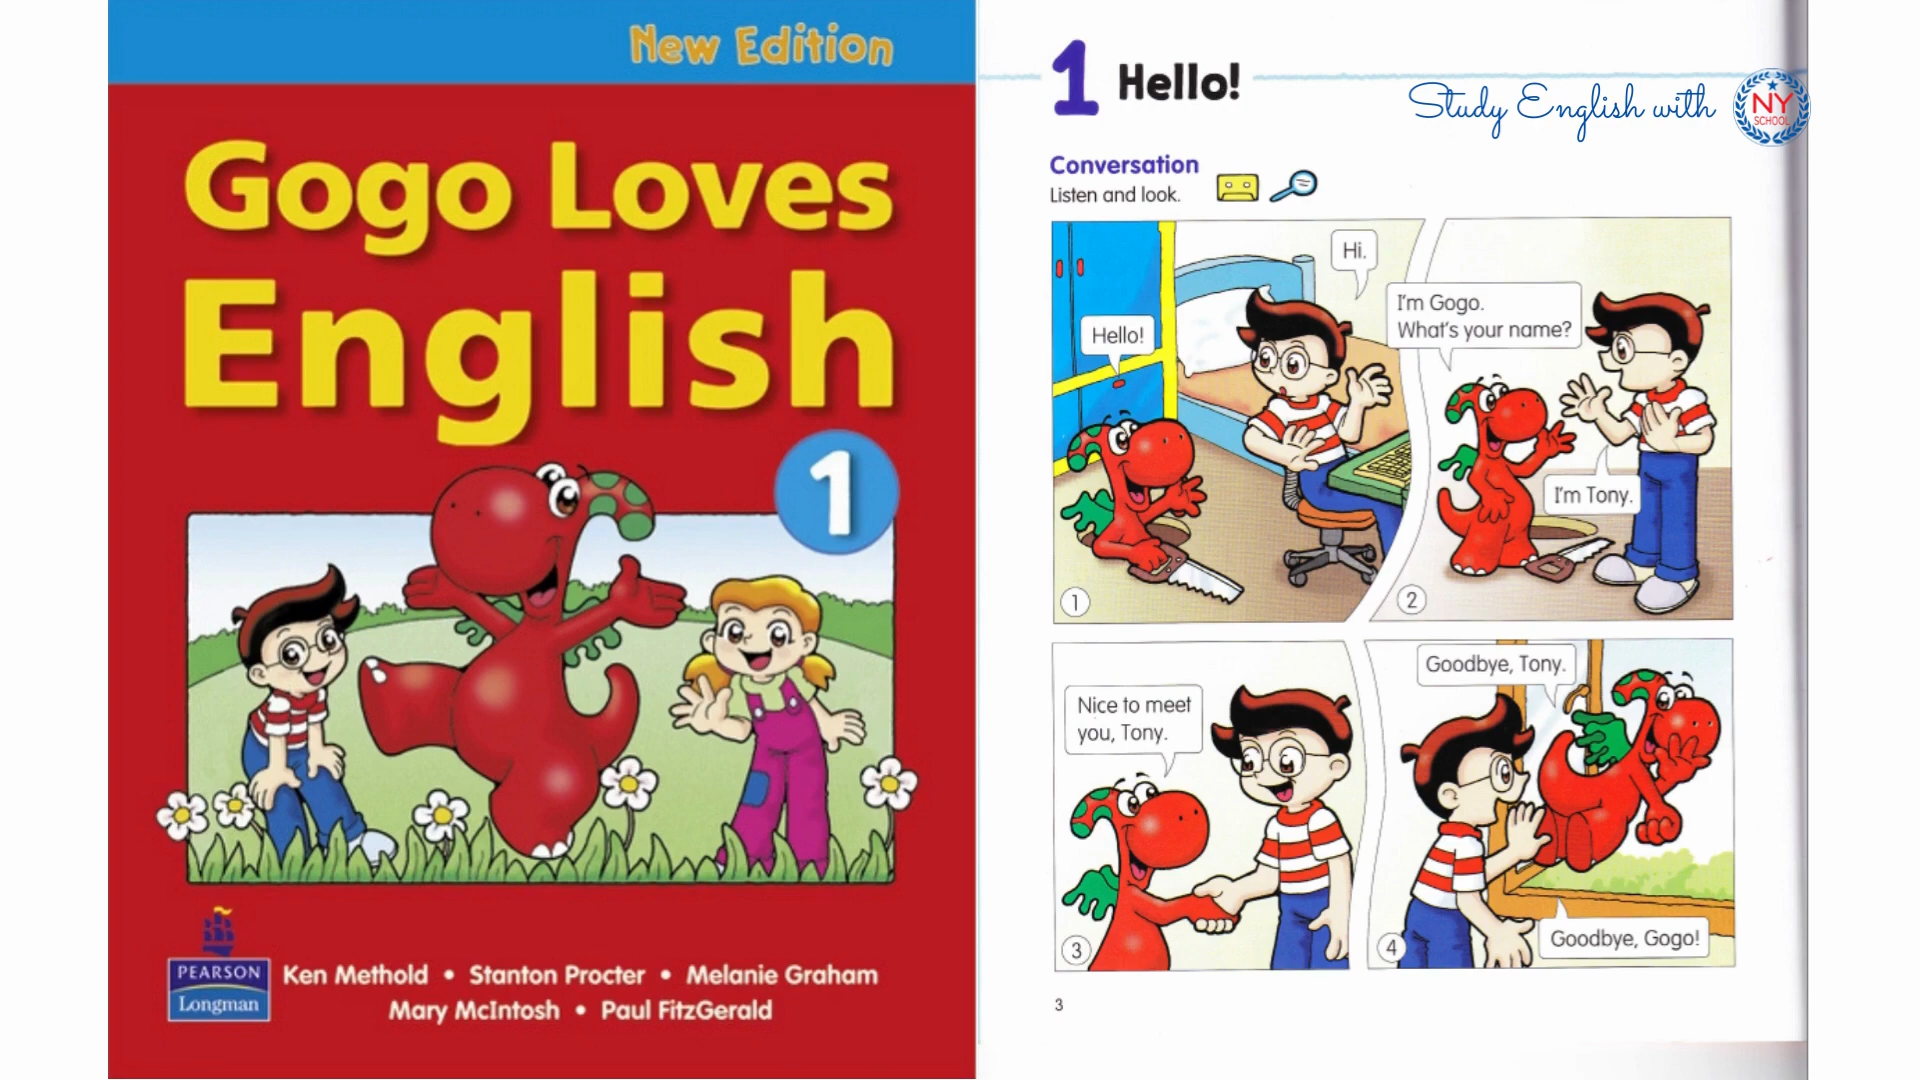 New Edition
Gogo Loves
English
1
PEARSON
Longman
Ken Methold • Stanton Procter • Melanie Graham
Mary McIntosh • Paul FitzGerald
1 Hello!
Study English with
NY
SCHOOL
Conversation
Listen and look.
Hi.
Hello!
1
I'm Gogo.
What's your name?
I'm Tony.
2
Nice to meet
you, Tony.
3
Goodbye, Tony.
Goodbye, Gogo!
4
3